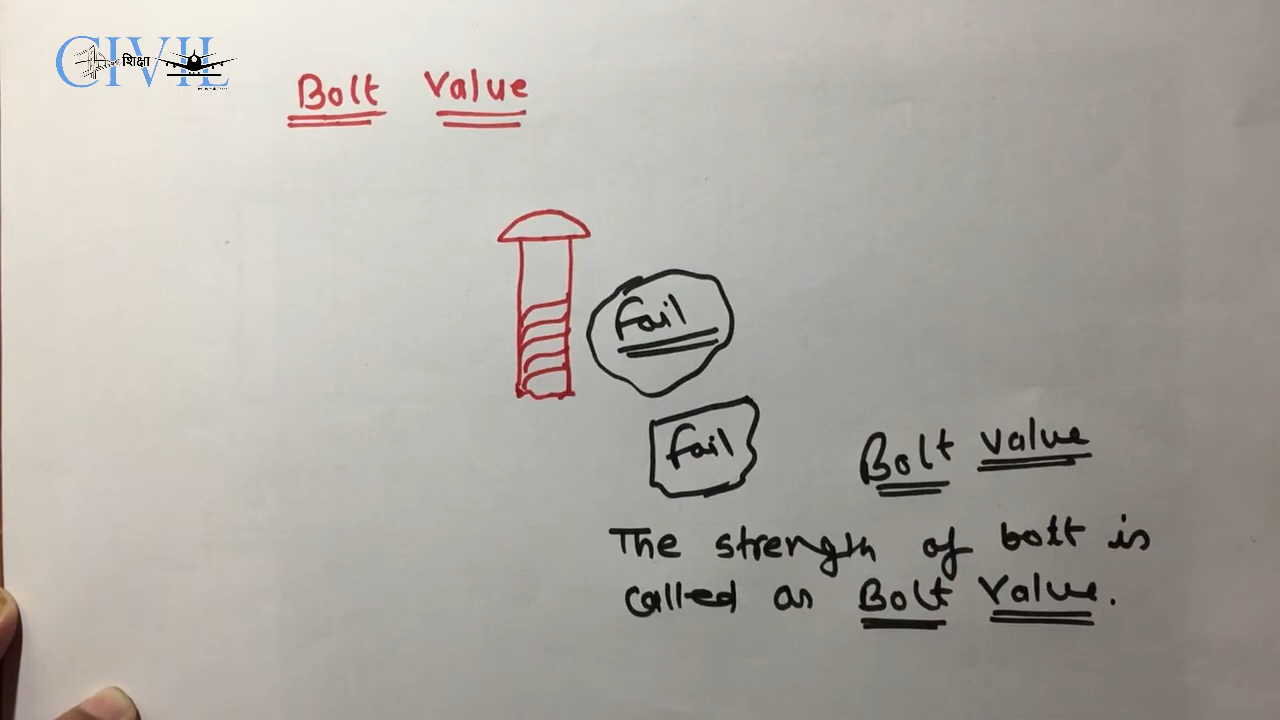 CIVIL
शिक्षा
Bolt Value
Fail
Fail
Bolt value
The strength of bolt is
called as Bolt Value.